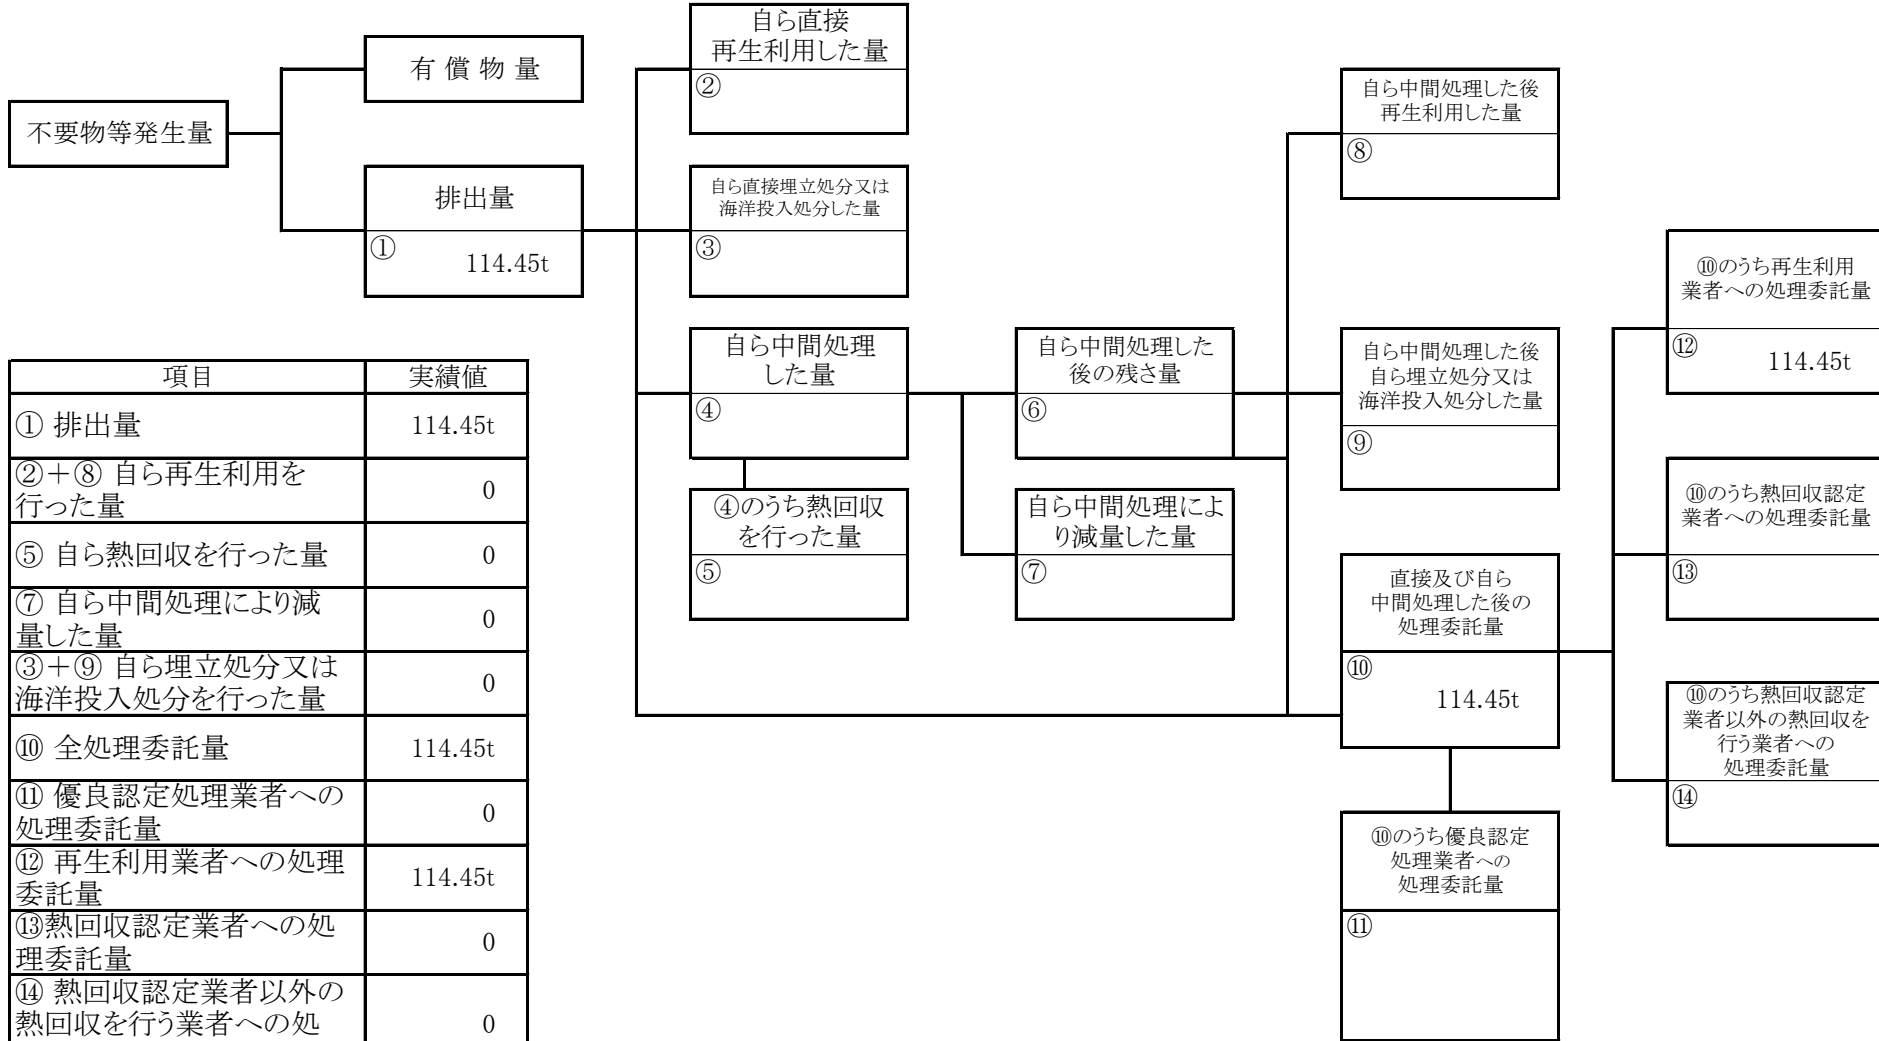 自ら直接
再生利用した量
②
有 償 物 量
不要物等発生量
排出量
①
114.45t
自ら直接埋立処分又は
海洋投入処分した量
③
自ら中間処理した後
再生利用した量
⑧
自ら中間処理
した量
④
自ら中間処理した
後の残さ量
⑥
自ら中間処理した後
自ら埋立処分又は
海洋投入処分した量
⑨
⑩のうち再生利用
業者への処理委託量
⑫
114.45t
④のうち熱回収
を行った量
⑤
自ら中間処理によ
り減量した量
⑦
⑩のうち熱回収認定
業者への処理委託量
⑬
直接及び自ら
中間処理した後の
処理委託量
⑩
114.45t
⑩のうち熱回収認定
業者以外の熱回収を
行う業者への
処理委託量
⑭
⑩のうち優良認定
処理業者への
処理委託量
⑪
項目 実績値
① 排出量 114.45t
②＋⑧ 自ら再生利用を
行った量 0
⑤ 自ら熱回収を行った量 0
⑦ 自ら中間処理により減
量した量 0
③＋⑨ 自ら埋立処分又は
海洋投入処分を行った量 0
⑩ 全処理委託量 114.45t
⑪ 優良認定処理業者への
処理委託量 0
⑫ 再生利用業者への処理
委託量 114.45t
⑬熱回収認定業者への処
理委託量 0
⑭ 熱回収認定業者以外の
熱回収を行う業者への処 0